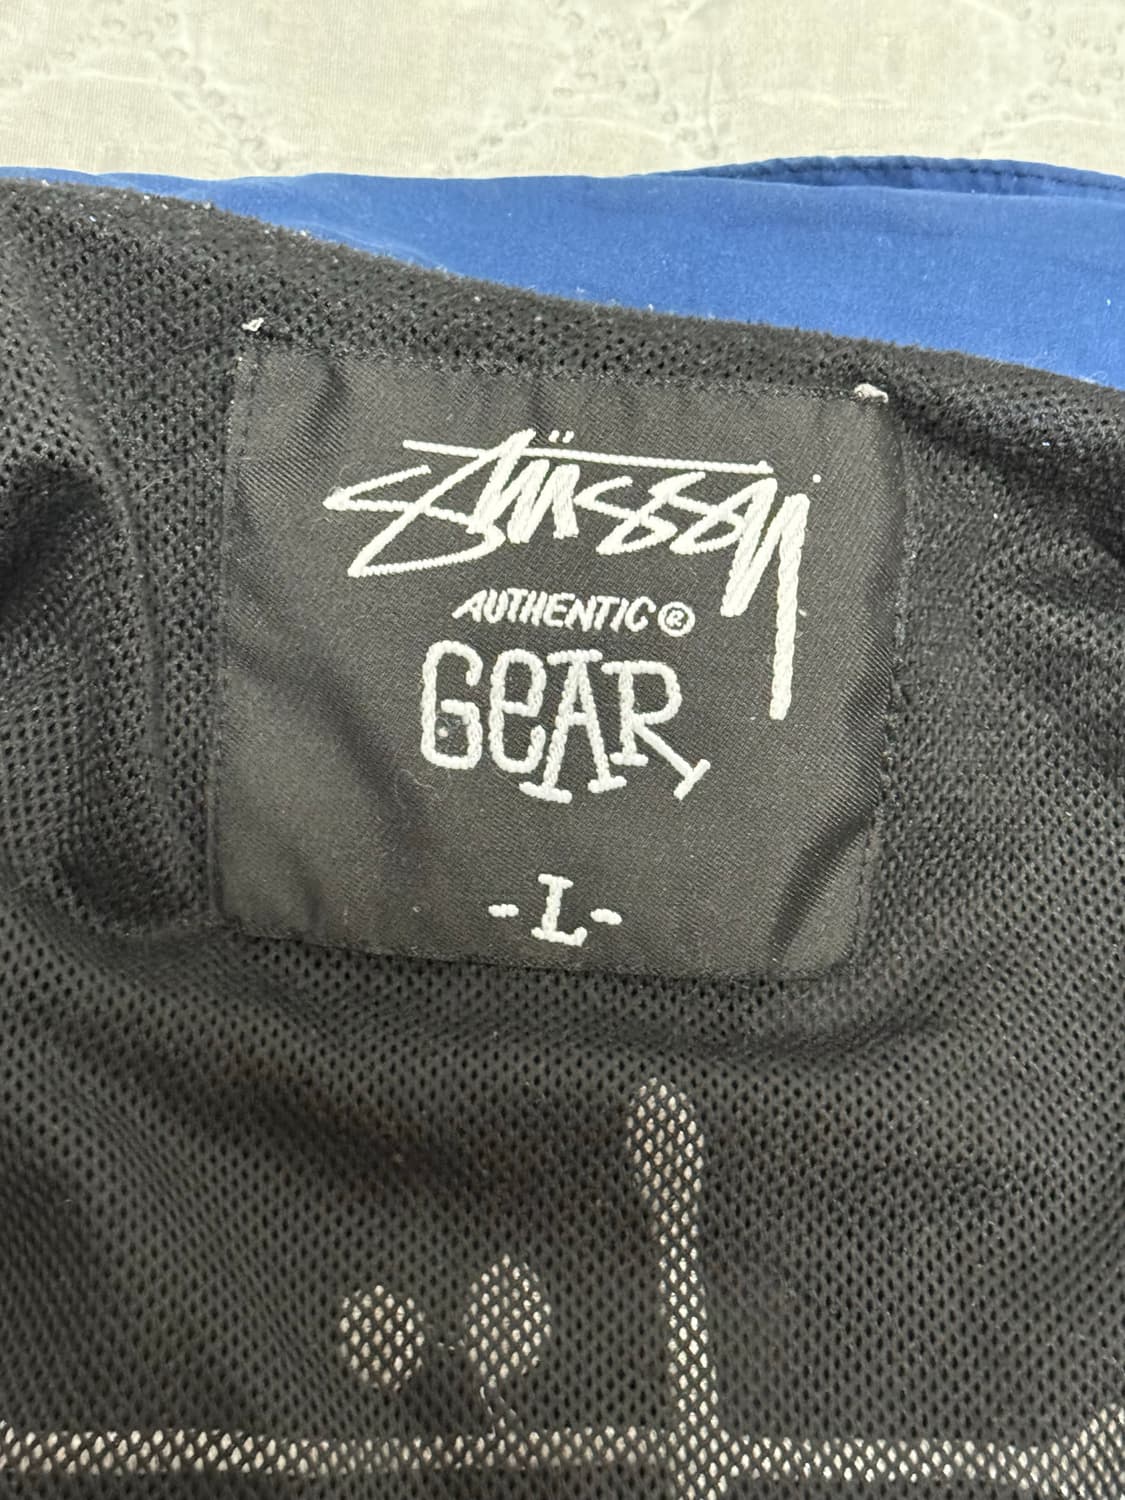 Stüssy
AUTHENTIC®
GeAR
-L-